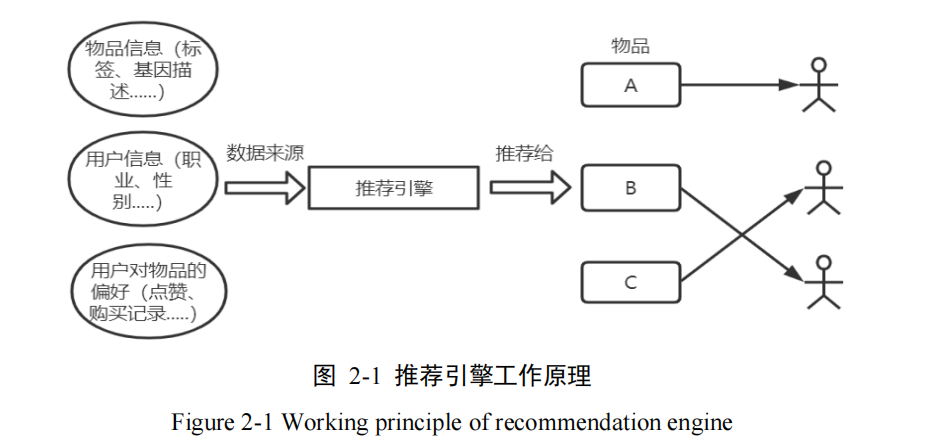 物品信息（标
签、基因描
述......）
用户信息（职
业、性
别.....）
用户对物品的
偏好（点赞、
购买记录.....）
数据来源
推荐引擎
推荐给
物品
A
B
C
图 2-1 推荐引擎工作原理
Figure 2-1 Working principle of recommendation engine